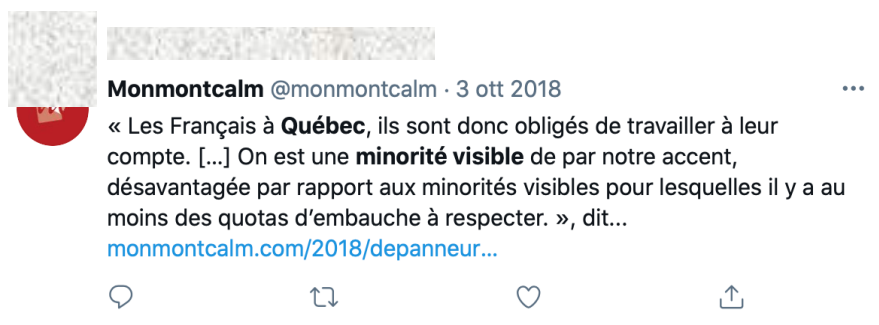 Monmontcalm @monmontcalm · 3 ott 2018
« Les Français à Québec, ils sont donc obligés de travailler à leur
compte. [...] On est une minorité visible de par notre accent,
désavantagée par rapport aux minorités visibles pour lesquelles il y a au
moins des quotas d’embauche à respecter. », dit...
monmontcalm.com/2018/depanneur...